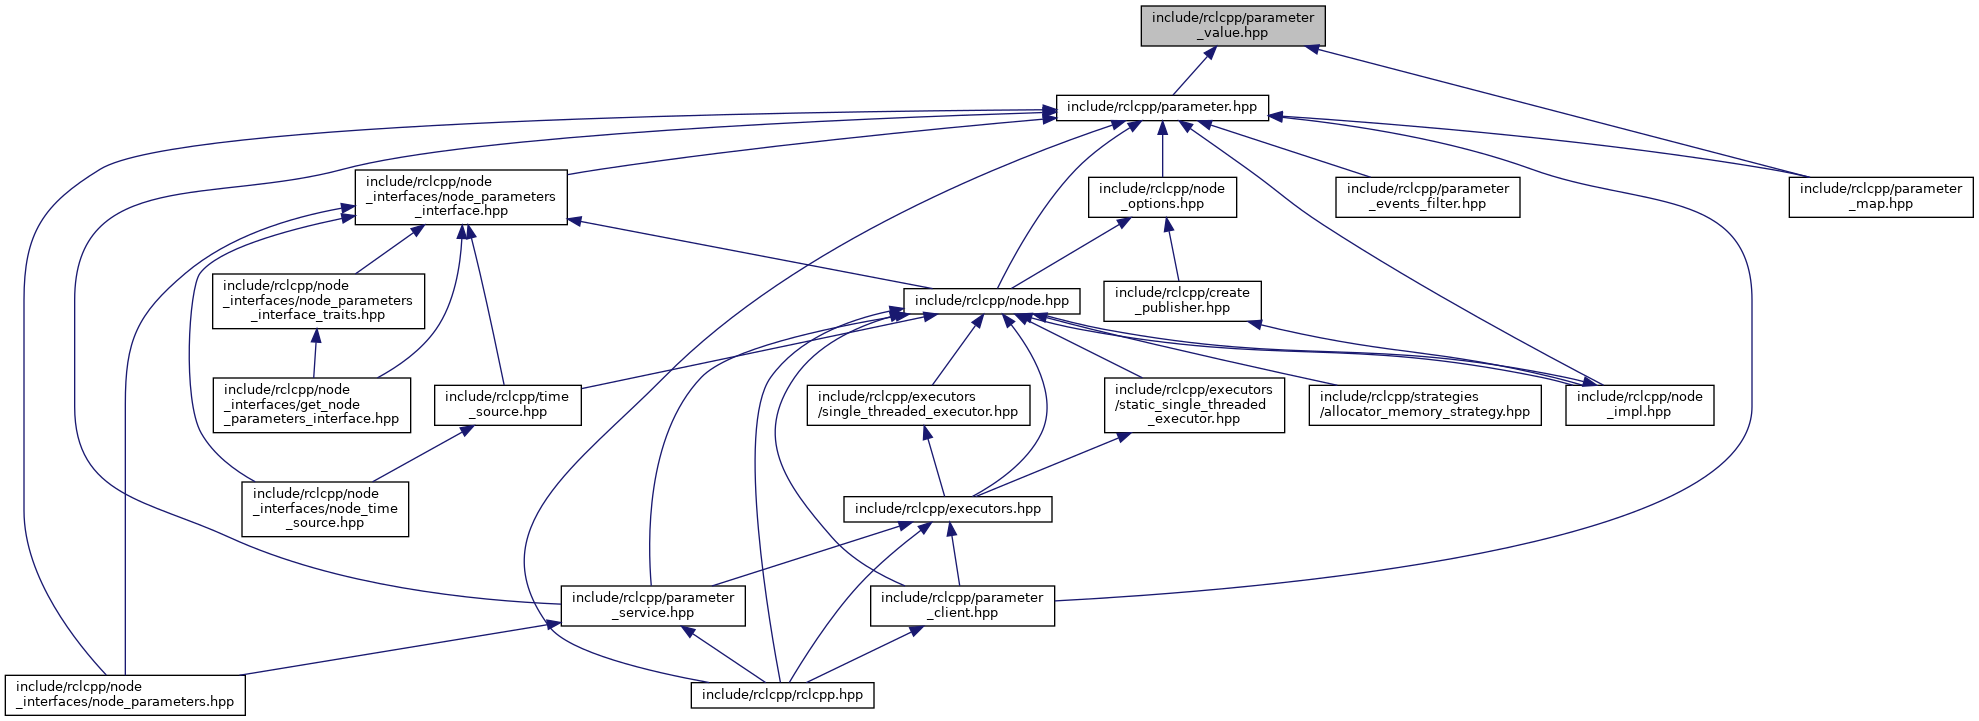 include/rclcpp/parameter
_value.hpp
include/rclcpp/parameter.hpp
include/rclcpp/node
_interfaces/node_parameters
_interface.hpp
include/rclcpp/node
_options.hpp
include/rclcpp/parameter
_events_filter.hpp
include/rclcpp/parameter
_map.hpp
include/rclcpp/node
_interfaces/node_parameters
_interface_traits.hpp
include/rclcpp/node.hpp
include/rclcpp/create
_publisher.hpp
include/rclcpp/node
_interfaces/get_node
_parameters_interface.hpp
include/rclcpp/time
_source.hpp
include/rclcpp/executors
/single_threaded_executor.hpp
include/rclcpp/executors
/static_single_threaded
_executor.hpp
include/rclcpp/strategies
/allocator_memory_strategy.hpp
include/rclcpp/node
_impl.hpp
include/rclcpp/node
_interfaces/node_time
_source.hpp
include/rclcpp/executors.hpp
include/rclcpp/parameter
_service.hpp
include/rclcpp/parameter
_client.hpp
include/rclcpp/node
_interfaces/node_parameters.hpp
include/rclcpp/rclcpp.hpp